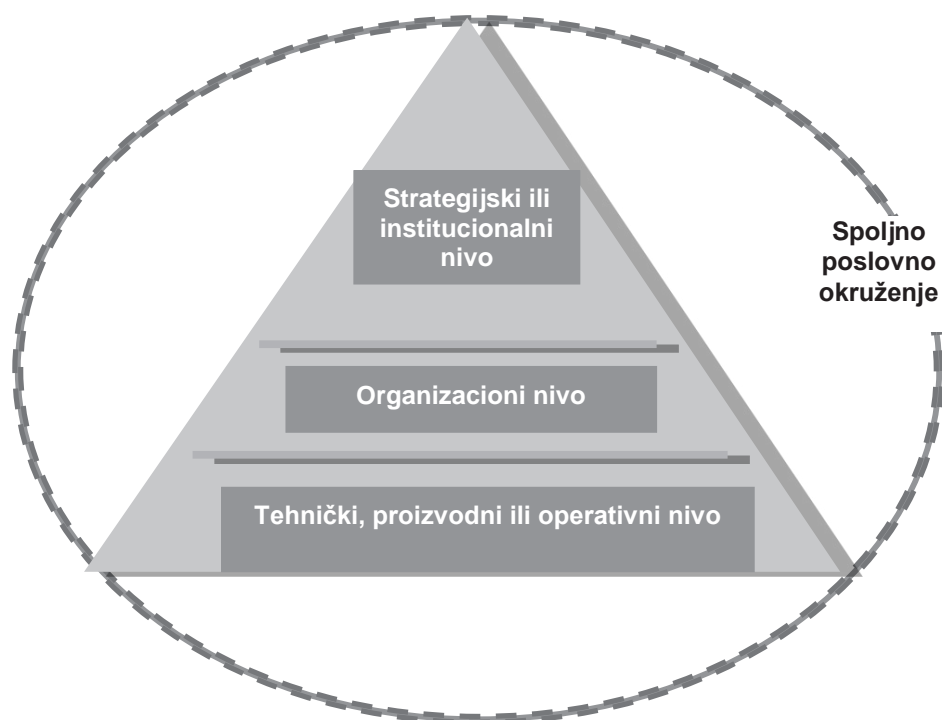 Strategijski ili
institucionalni
nivo
Spoljno
poslovno
okruženje
Organizacioni nivo
Tehnički, proizvodni ili operativni nivo